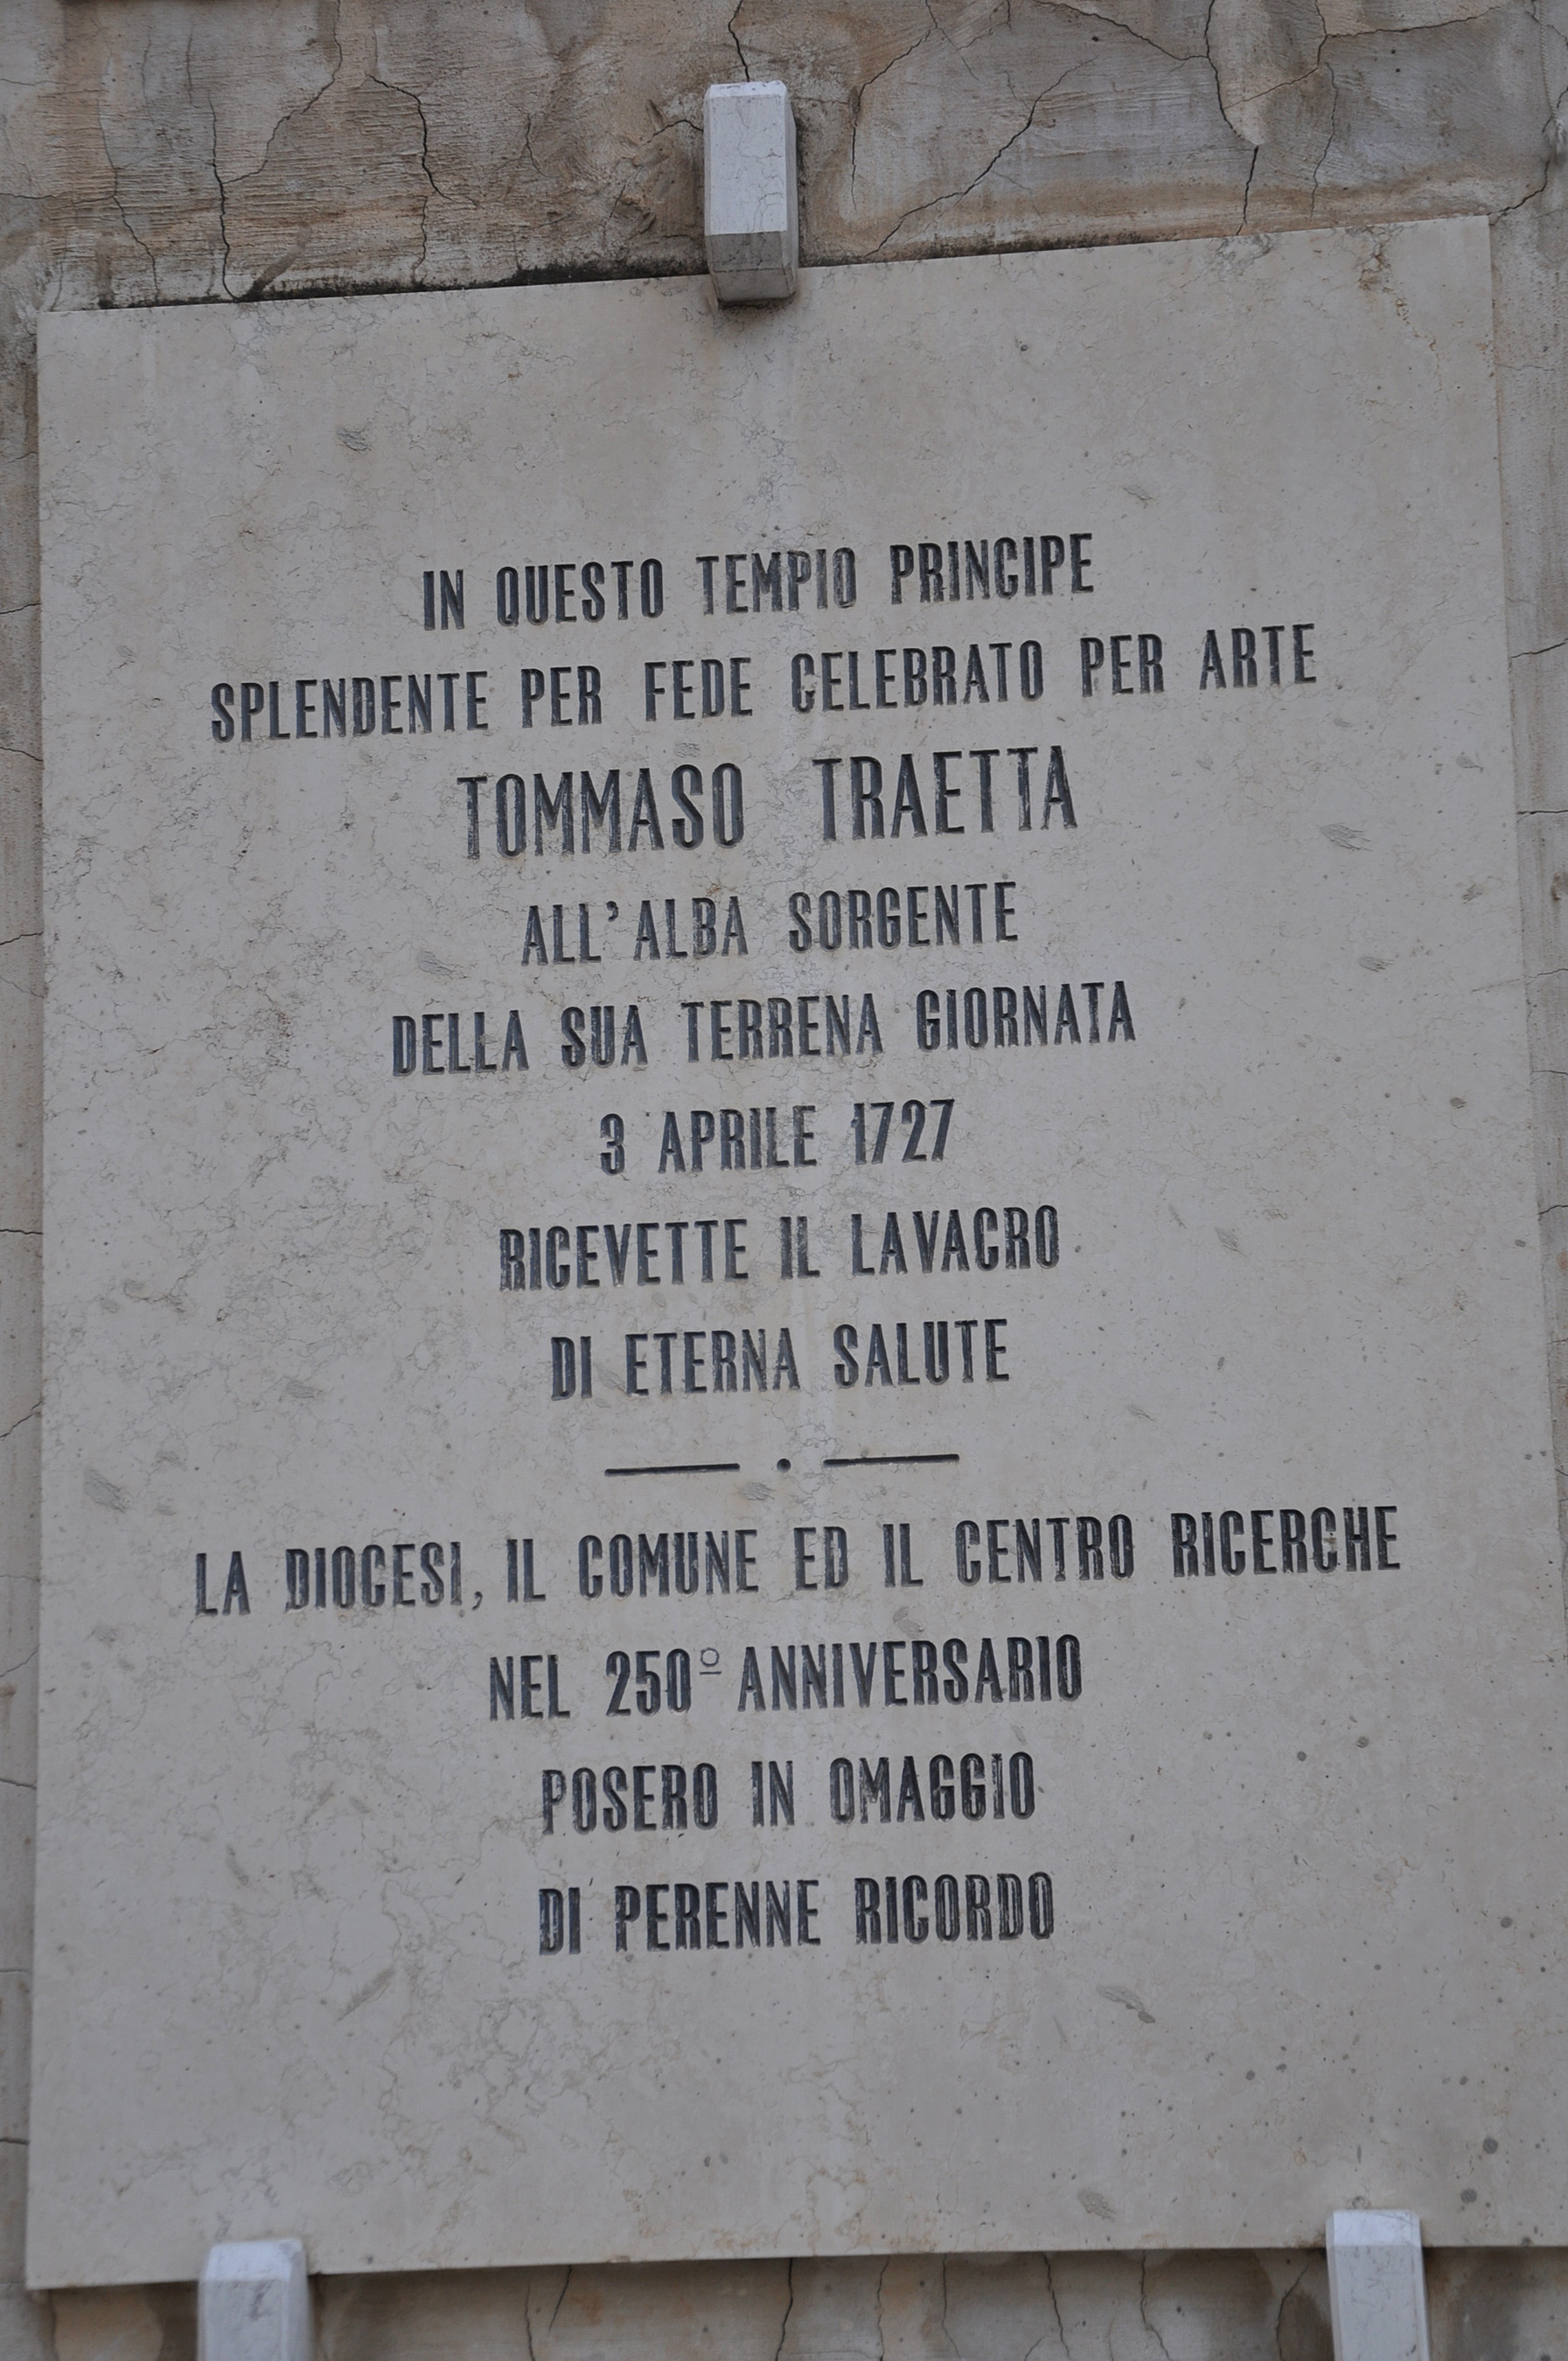 IN QUESTO TEMPIO PRINCIPE
SPLENDENTE PER FEDE CELEBRATO PER ARTE
TOMMASO TRAETTA
ALL'ALBA SORGENTE
DELLA SUA TERRENA GIORNATA
3 APRILE 1727
RICEVETTE IL LAVACRO
DI ETERNA SALUTE
LA DIOCESI, IL COMUNE ED IL CENTRO RICERCHE
NEL 250º ANNIVERSARIO
POSERO IN OMAGGIO
DI PERENNE RICORDO